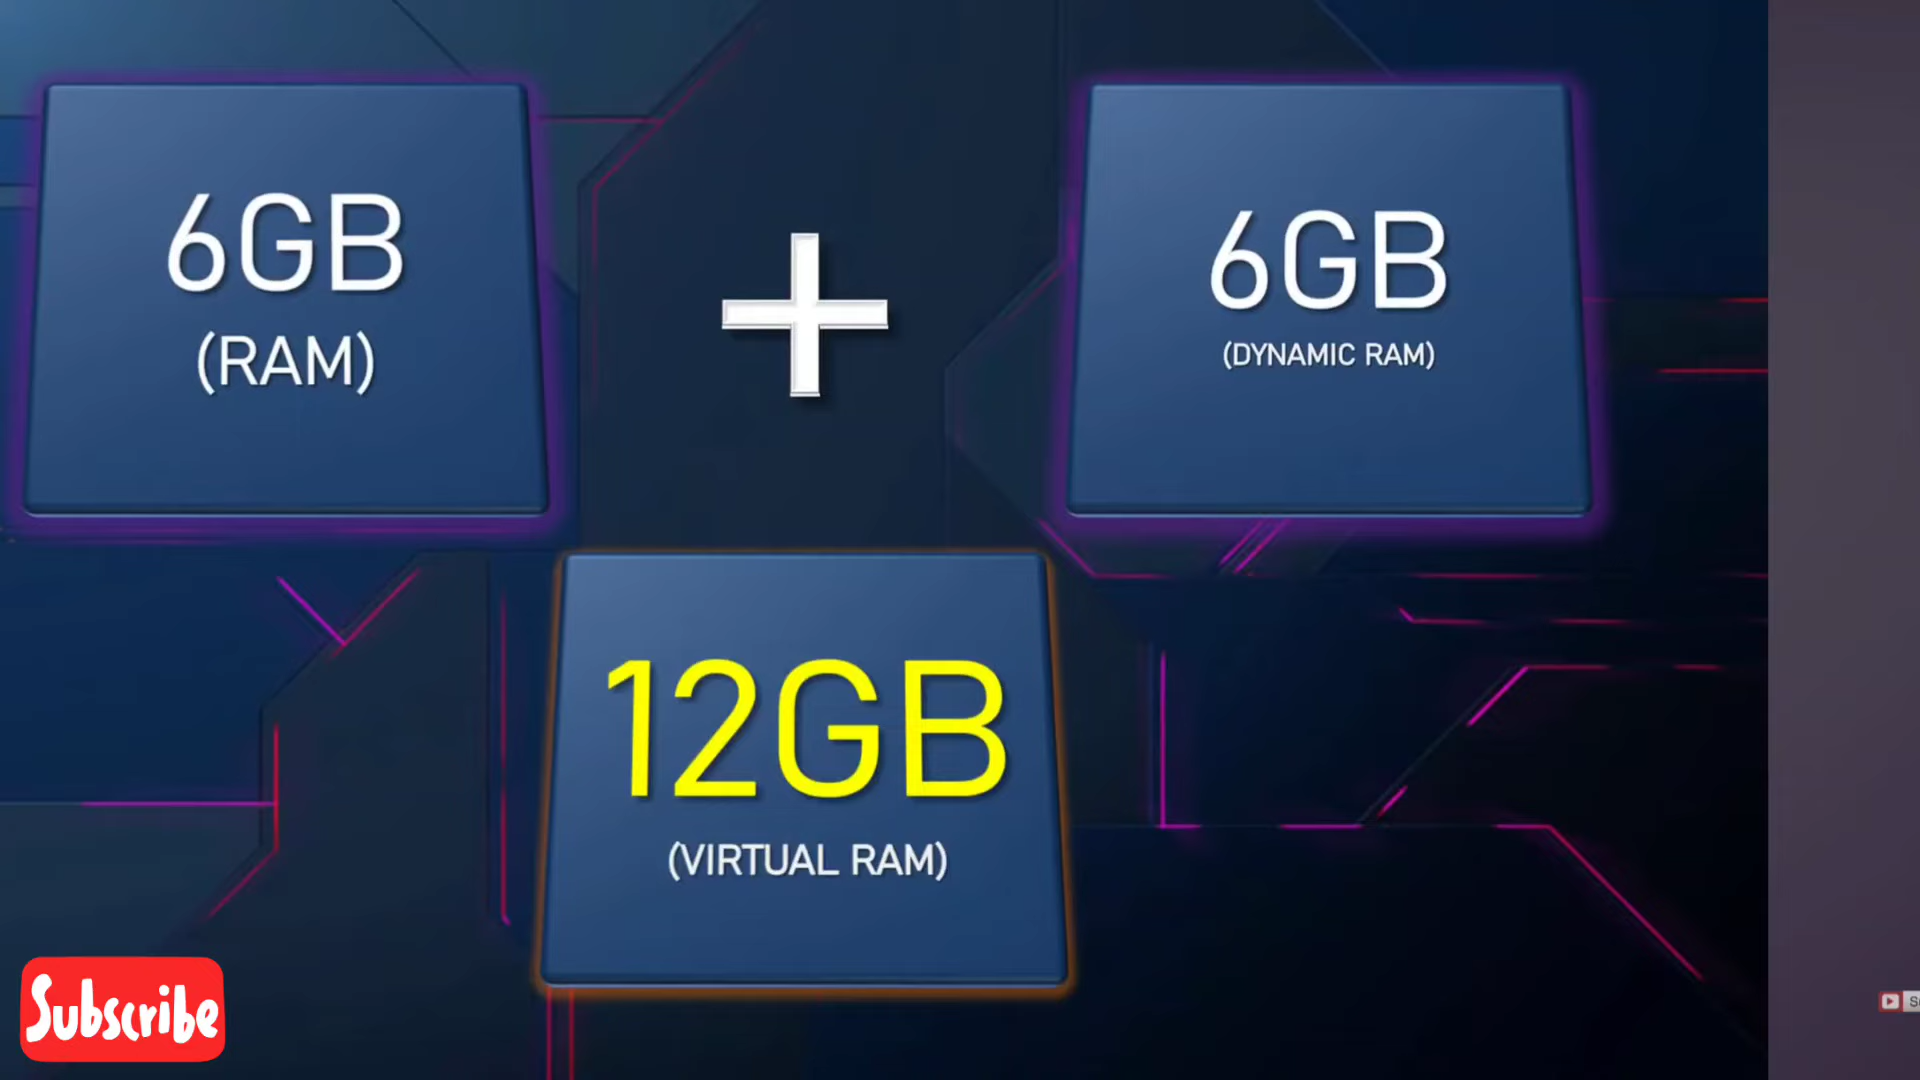 6GB
(RAM)
+
6GB
(DYNAMIC RAM)
12GB
(VIRTUAL RAM)
Subscribe